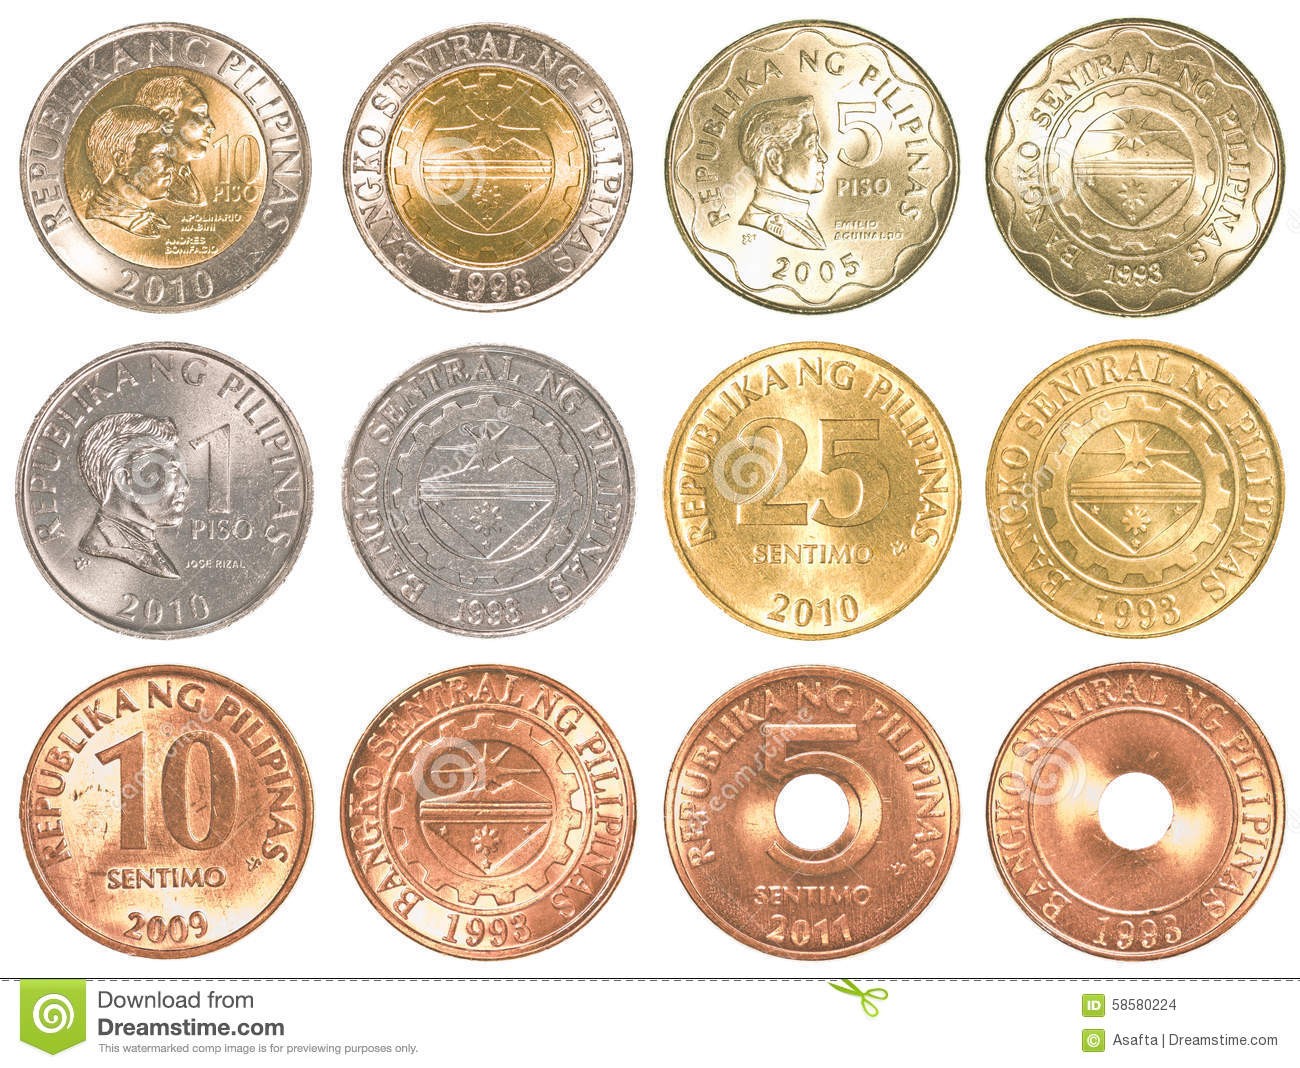 REPUBLIKA NG PILIPINAS
10
PISO
APOLINARIO
MABINI
ANDRES
BONIFACIO
2010
BANGKO SENTRAL NG PILIPINAS
1993
REPUBLIKA NG PILIPINAS
5
PISO
EMILIO
AGUINALDO
2005
BANGKO SENTRAL NG PILIPINAS
1993
REPUBLIKA NG PILIPINAS
1
PISO
JOSE RIZAL
2010
BANGKO SENTRAL NG PILIPINAS
1993
REPUBLIKA NG PILIPINAS
25
SENTIMO
2010
BANGKO SENTRAL NG PILIPINAS
1993
REPUBLIKA NG PILIPINAS
10
SENTIMO
2009
BANGKO SENTRAL NG PILIPINAS
1993
REPUBLIKA NG PILIPINAS
5
SENTIMO
2011
BANGKO SENTRAL NG PILIPINAS
1993
Download from
Dreamstime.com
This watermarked comp image is for previewing purposes only.
ID 58580224
© Asafta | Dreamstime.com